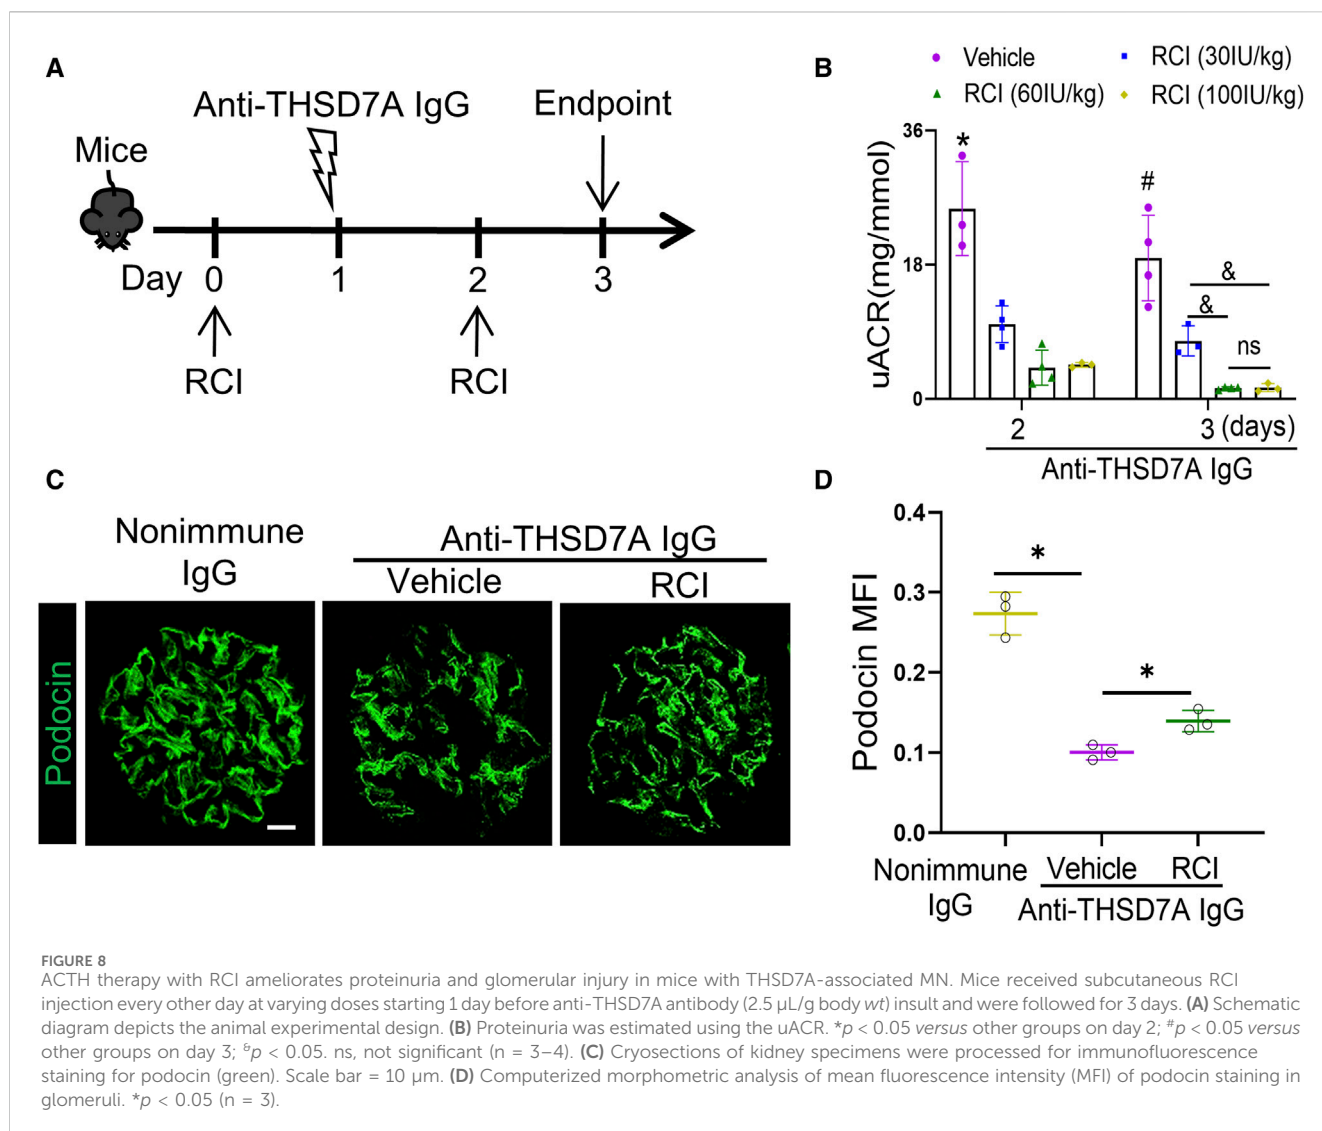 A
Anti-THSD7A IgG
Endpoint
Mice
Day 0 1 2 3
RCI RCI
B
Vehicle RCI (30IU/kg)
RCI (60IU/kg) RCI (100IU/kg)
uACR(mg/mmol)
36
18
0
*
#
&
&
ns
2 3 (days)
Anti-THSD7A IgG
C
Nonimmune
IgG
Anti-THSD7A IgG
Vehicle RCI
Podocin
D
Podocin MFI
0.4
0.3
0.2
0.1
0.0
*
*
Nonimmune
IgG
Vehicle RCI
Anti-THSD7A IgG
FIGURE 8
ACTH therapy with RCI ameliorates proteinuria and glomerular injury in mice with THSD7A-associated MN. Mice received subcutaneous RCI
injection every other day at varying doses starting 1 day before anti-THSD7A antibody (2.5 μL/g body wt) insult and were followed for 3 days. (A) Schematic
diagram depicts the animal experimental design. (B) Proteinuria was estimated using the uACR. *p < 0.05 versus other groups on day 2; #p < 0.05 versus
other groups on day 3; &p < 0.05. ns, not significant (n = 3–4). (C) Cryosections of kidney specimens were processed for immunofluorescence
staining for podocin (green). Scale bar = 10 μm. (D) Computerized morphometric analysis of mean fluorescence intensity (MFI) of podocin staining in
glomeruli. *p < 0.05 (n = 3).